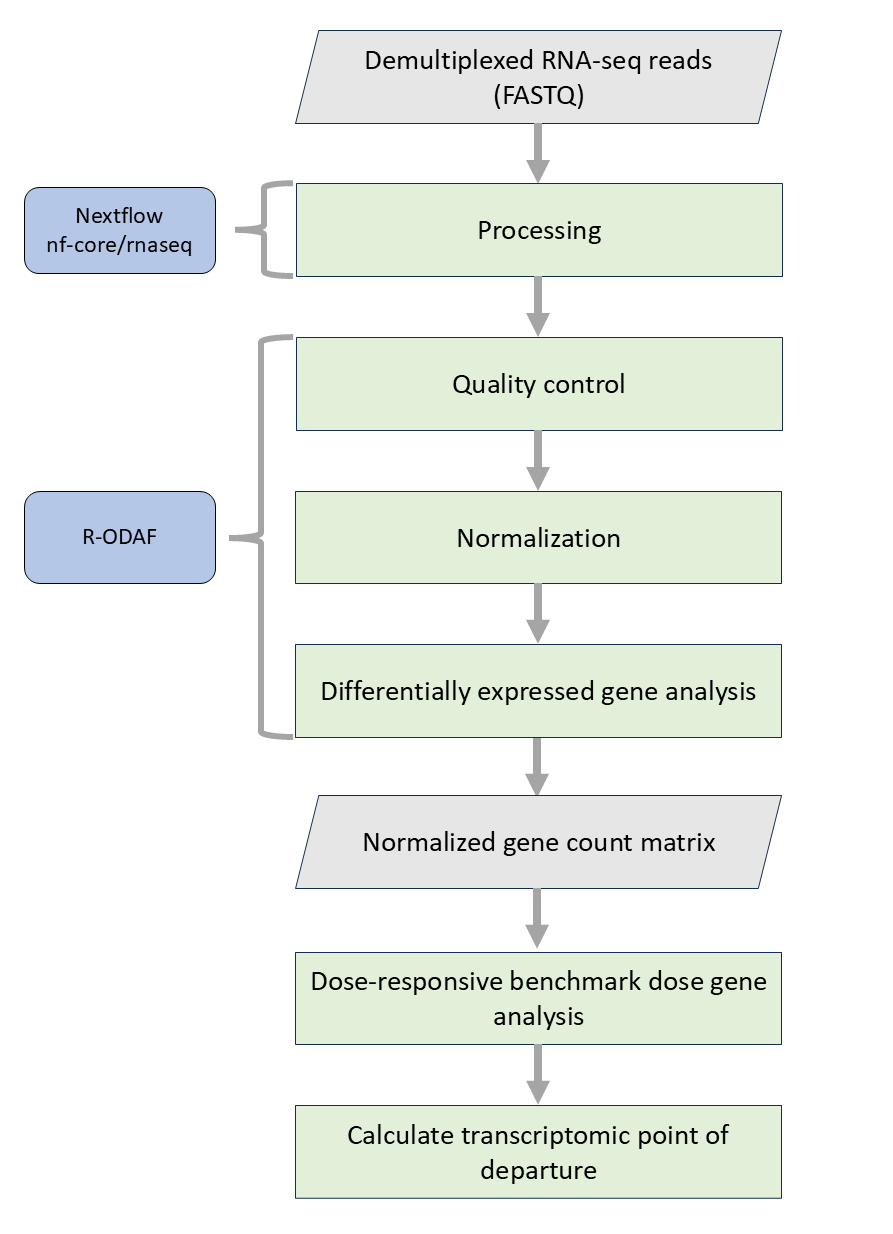 Demultiplexed RNA-seq reads
(FASTQ)
Nextflow
nf-core/rnaseq
Processing
Quality control
R-ODAF
Normalization
Differentially expressed gene analysis
Normalized gene count matrix
Dose-responsive benchmark dose gene
analysis
Calculate transcriptomic point of
departure